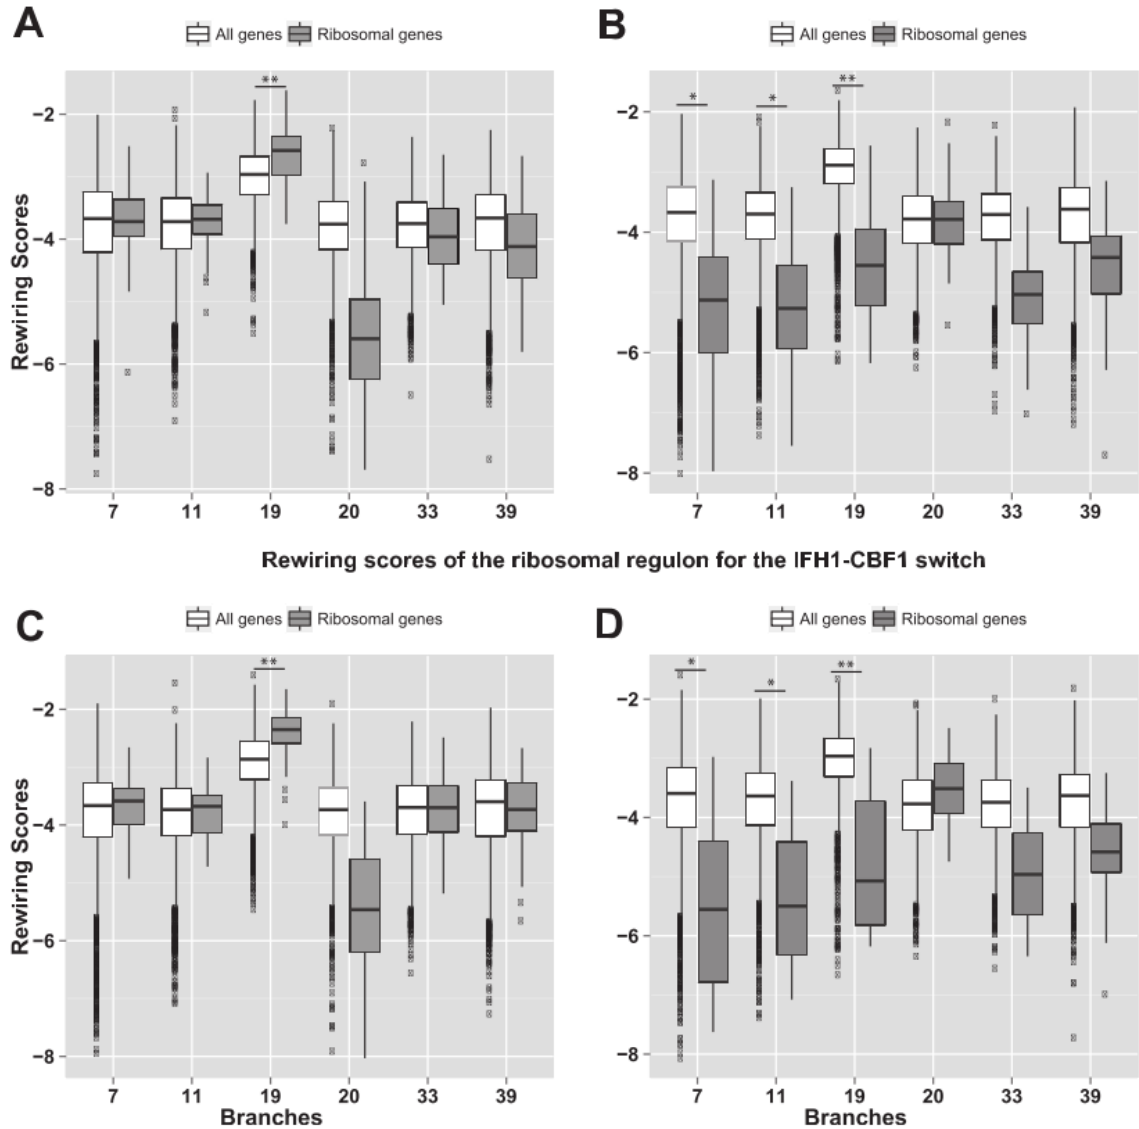 A
All genes Ribosomal genes
**
Rewiring Scores
−2
−4
−6
−8
7 11 19 20 33 39
B
All genes Ribosomal genes
* * **
−2
−4
−6
−8
7 11 19 20 33 39
Rewiring scores of the ribosomal regulon for the IFH1-CBF1 switch
C
All genes Ribosomal genes
**
Rewiring Scores
−2
−4
−6
−8
7 11 19 20 33 39
Branches
D
All genes Ribosomal genes
* * **
−2
−4
−6
−8
7 11 19 20 33 39
Branches